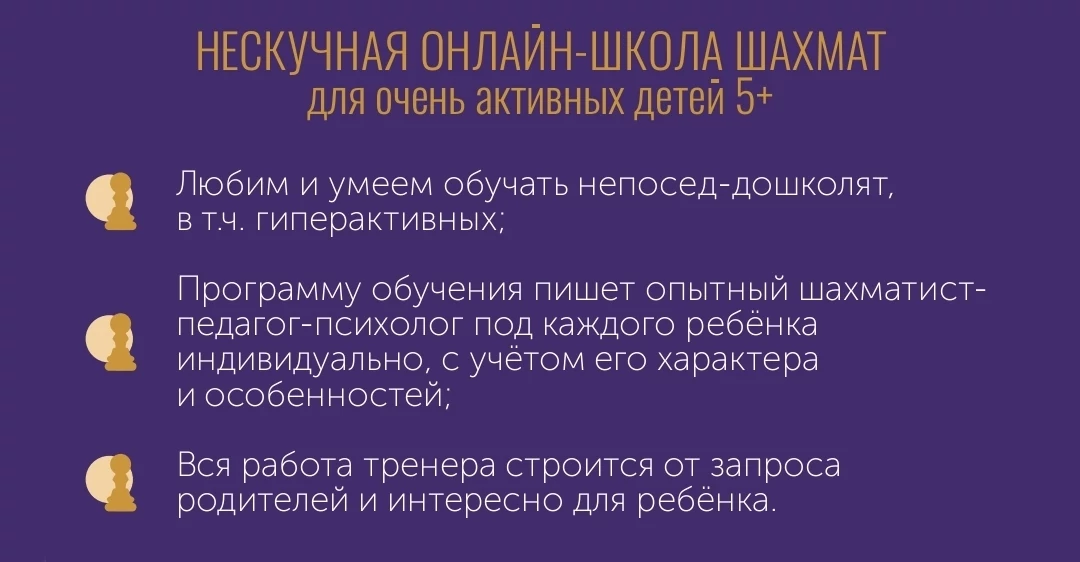 НЕСКУЧНАЯ ОНЛАЙН-ШКОЛА ШАХМАТ
для очень активных детей 5+
Любим и умеем обучать непосед-дошколят,
в т.ч. гиперактивных;
Программу обучения пишет опытный шахматист-
педагог-психолог под каждого ребёнка
индивидуально, с учётом его характера
и особенностей;
Вся работа тренера строится от запроса
родителей и интересно для ребёнка.